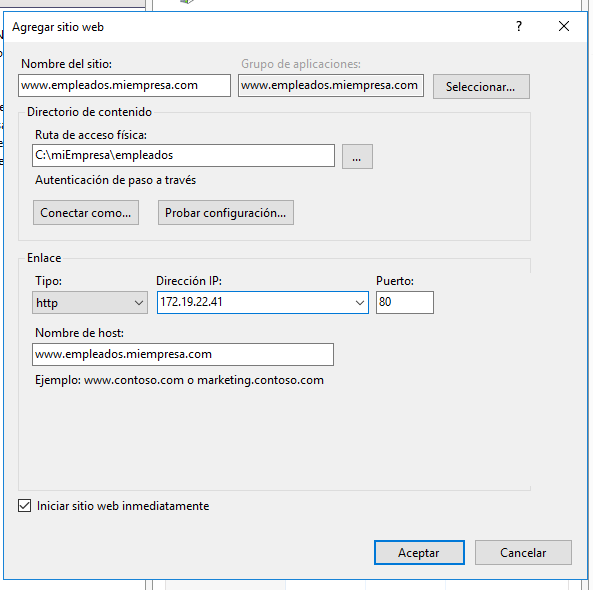 Agregar sitio web
?
Nombre del sitio: Grupo de aplicaciones:
www.empleados.miempresa.com www.empleados.miempresa.com Seleccionar...
Directorio de contenido
Ruta de acceso física:
C:\miEmpresa\empleados ...
Autenticación de paso a través
Conectar como... Probar configuración...
Enlace
Tipo: Dirección IP: Puerto:
http 172.19.22.41 80
Nombre de host:
www.empleados.miempresa.com
Ejemplo: www.contoso.com o marketing.contoso.com
Iniciar sitio web inmediatamente
Aceptar Cancelar